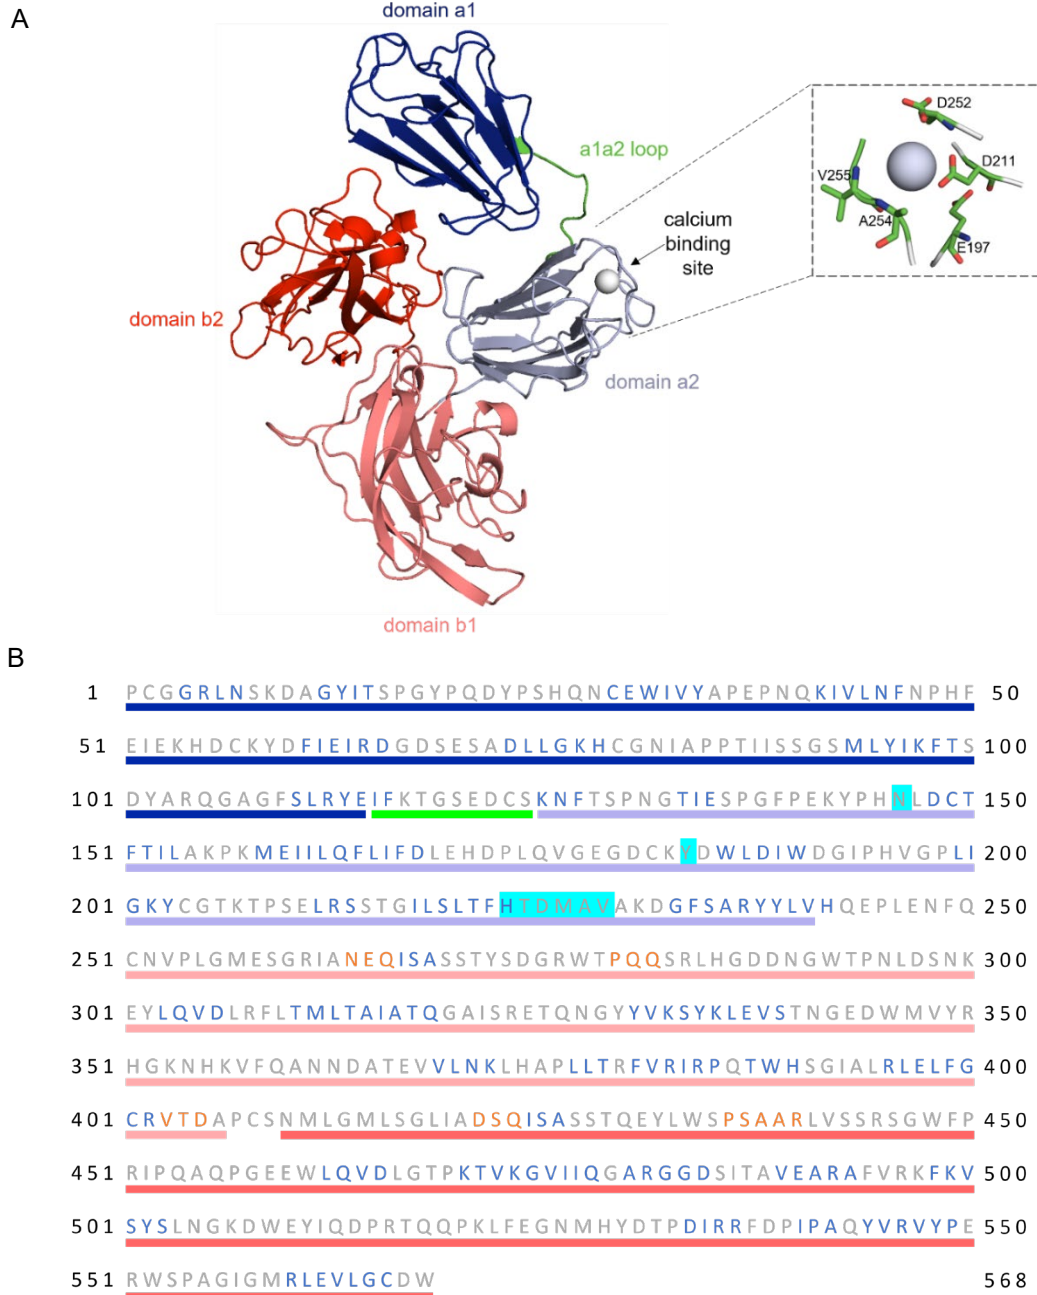 A
domain a1
D252
a1a2 loop
D211
V255
calcium
binding
site
A254
E197
domain b2
domain a2
domain b1
B
1 PCGGRLNSKDAGYITSPGYPQDYPSHQNCEWIVYAPEPNQKIVLNFNPHF 50
51 EIEKHDCKYDFIEIRDGDSESADLLGKHCGNIAPPTIISSGSMLYIKFTS 100
101 DYARQGAGFSLRYEIFKTGSEDCSKNFTSPNGTIESPGFPEKYPHNLDCT 150
151 FTILAKPKMEIILQFLIFDLEHDPLQVGEGDCKYDWLDIWDGIPHVGPLI 200
201 GKYCGTKTPSELRSSTGILSLTFHTDMAVAKDGFSARYYLVHQEPLENFQ 250
251 CNVPLGMESGRIANEQISASSTYSDGRWTPQQSRLHGDDNGWTPNLDSNK 300
301 EYLQVDLRFLTMLTAIATQGAISRETQNGYYVKSYKLEVSTNGEDWMVYR 350
351 HGKNHKVFQANNDATEVVLNKLHAPLLTRFVRIRPQTWHSGIALRLELFG 400
401 CRVTDAPCSNMLGMLSGLIADSQISASSTQEYLWSPSAARLVSSRSGWFP 450
451 RIPQAQPGEEWLQVDLGTPKTVKGVIIQGARGGDSITAVEARAFVRKFKV 500
501 SYSLNGKDWEYIQDPRTQQPKLFEGNMHYDTPDIRRFDPIPAQYVRVYPE 550
551 RWSPAGIGMRLEVLGCDW 568